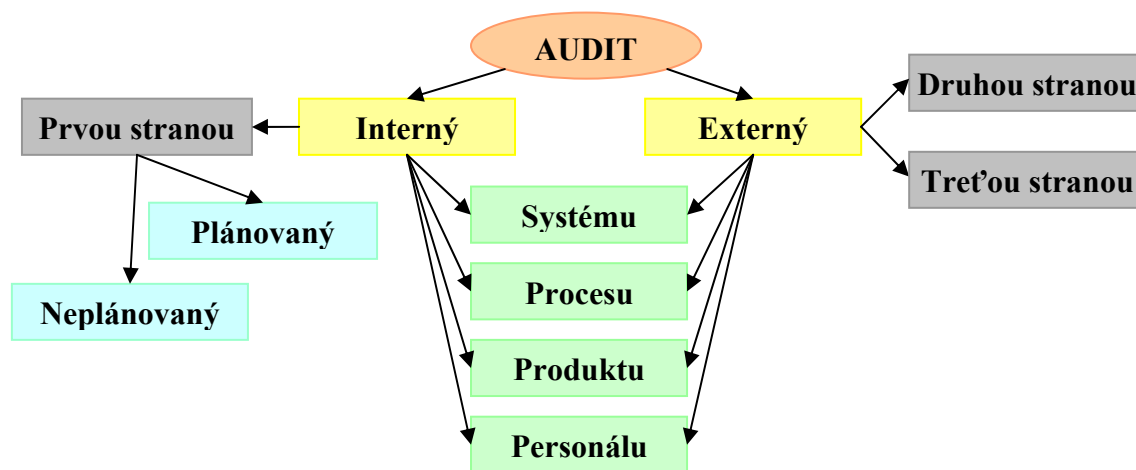 AUDIT
Druhou stranou
Prvou stranou
Interný
Externý
Treťou stranou
Systému
Plánovaný
Procesu
Neplánovaný
Produktu
Personálu